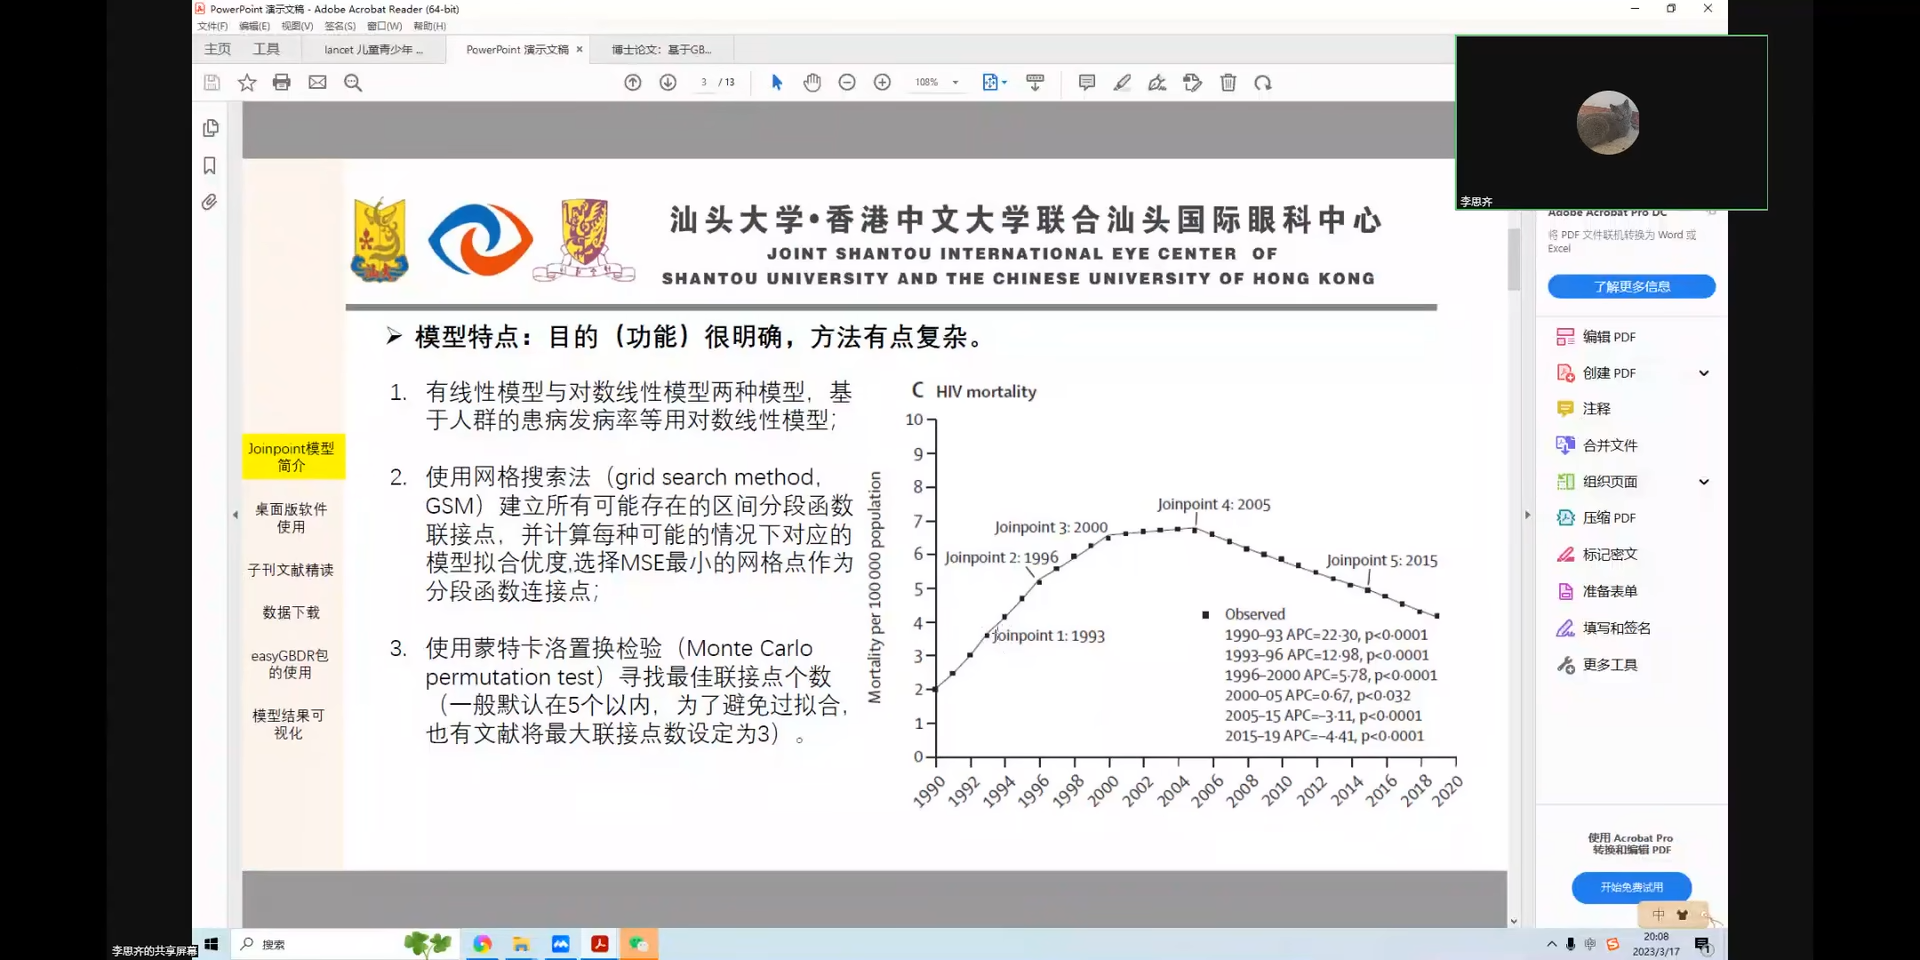 PowerPoint 演示文稿 - Adobe Acrobat Reader (64-bit)
文件(F) 编辑(E) 视图(V) 签名(S) 窗口(W) 帮助(H)
主页 工具 lancet 儿童青少年 ... PowerPoint 演示文稿 × 博士论文：基于GB...
3 / 13 108%
李思齐
Adobe Acrobat Pro DC
将 PDF 文件联机转换为 Word 或
Excel
了解更多信息
编辑 PDF
创建 PDF
注释
合并文件
组织页面
压缩 PDF
标记密文
准备表单
填写和签名
更多工具
使用 Acrobat Pro
转换和编辑 PDF
开始免费试用
汕头大学•香港中文大学联合汕头国际眼科中心
JOINT SHANTOU INTERNATIONAL EYE CENTER OF
SHANTOU UNIVERSITY AND THE CHINESE UNIVERSITY OF HONG KONG
Joinpoint模型
简介
桌面版软件
使用
子刊文献精读
数据下载
easyGBDR包
的使用
模型结果可
视化
➢ 模型特点：目的（功能）很明确，方法有点复杂。
1. 有线性模型与对数线性模型两种模型，基
于人群的患病发病率等用对数线性模型；
2. 使用网格搜索法（grid search method,
GSM）建立所有可能存在的区间分段函数
联接点，并计算每种可能的情况下对应的
模型拟合优度,选择MSE最小的网格点作为
分段函数连接点；
3. 使用蒙特卡洛置换检验（Monte Carlo
permutation test）寻找最佳联接点个数
（一般默认在5个以内，为了避免过拟合，
也有文献将最大联接点数设定为3）。
C HIV mortality
Mortality per 100 000 population
10
9
8
7
6
5
4
3
2
1
0
Joinpoint 4: 2005
Joinpoint 3: 2000
Joinpoint 2: 1996
Joinpoint 5: 2015
Joinpoint 1: 1993
Observed
1990–93 APC=22·30, p<0·0001
1993–96 APC=12·98, p<0·0001
1996–2000 APC=5·78, p<0·0001
2000–05 APC=0·67, p<0·032
2005–15 APC=–3·11, p<0·0001
2015–19 APC=–4·41, p<0·0001
1990 1992 1994 1996 1998 2000 2002 2004 2006 2008 2010 2012 2014 2016 2018 2020
中
李思齐的共享屏幕
搜索
中
20:08
2023/3/17
1